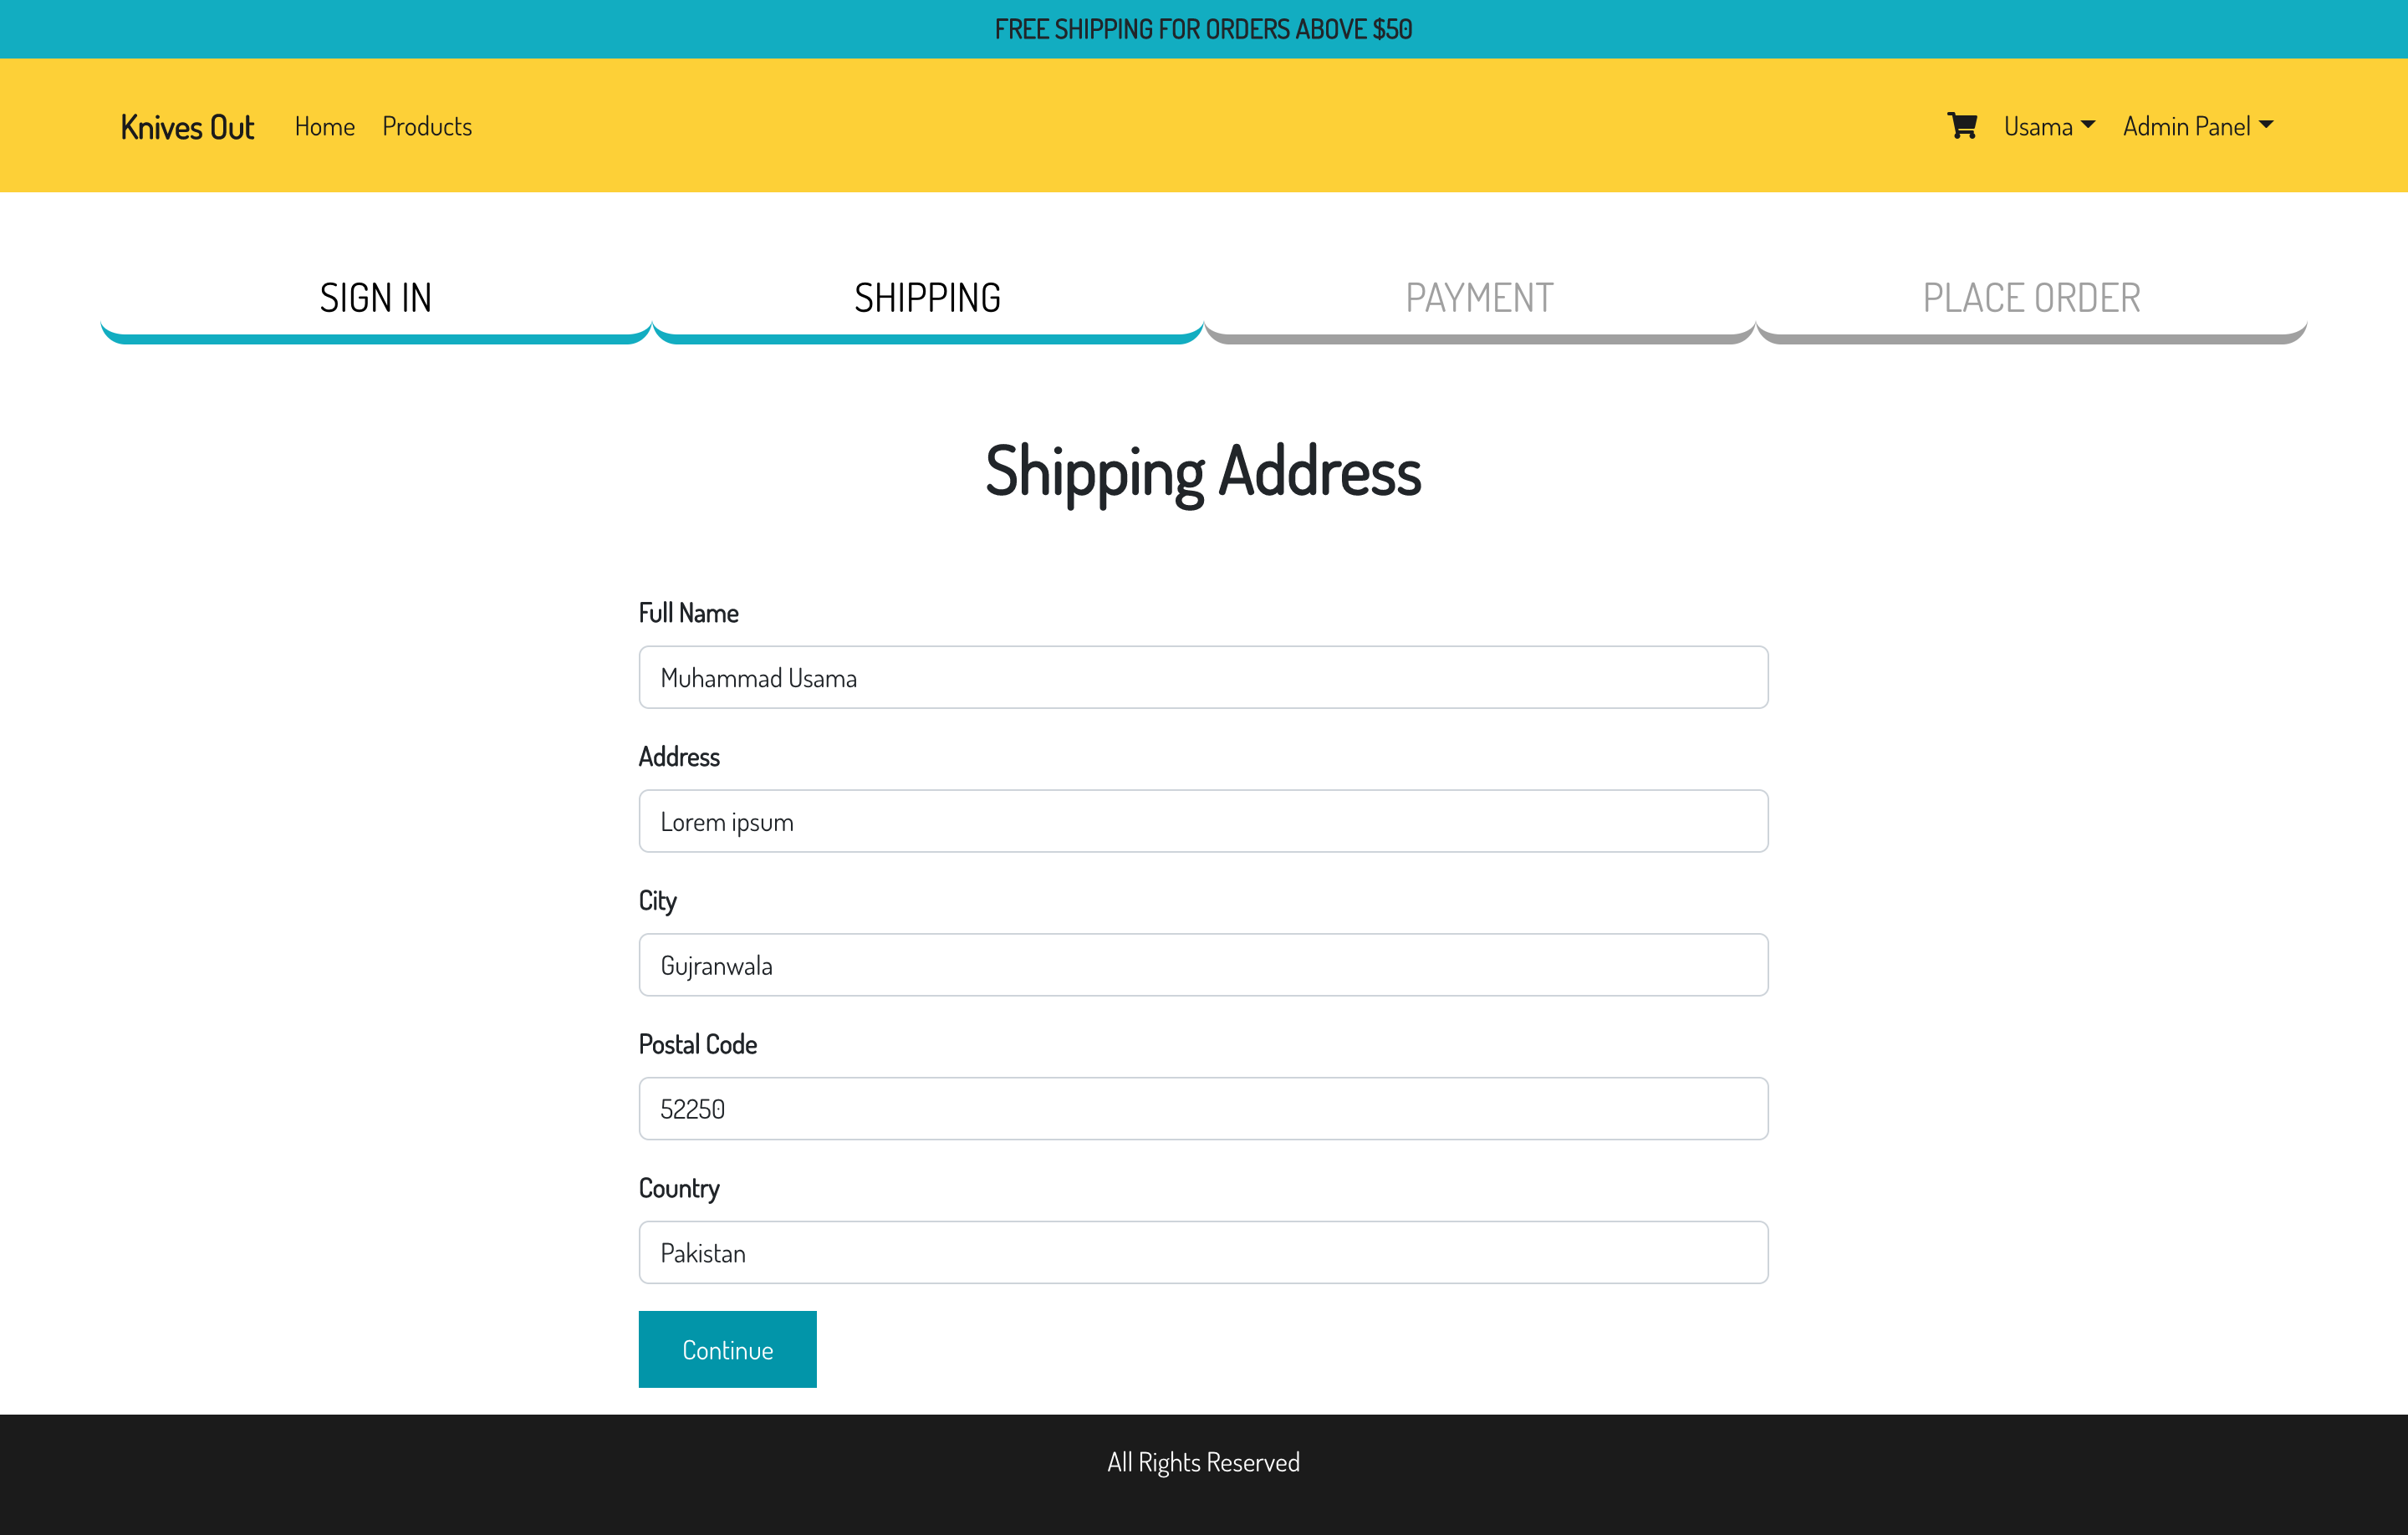 FREE SHIPPING FOR ORDERS ABOVE $50
Knives Out Home Products Usama Admin Panel
SIGN IN SHIPPING PAYMENT PLACE ORDER
Shipping Address
Full Name
Muhammad Usama
Address
Lorem ipsum
City
Gujranwala
Postal Code
52250
Country
Pakistan
Continue
All Rights Reserved